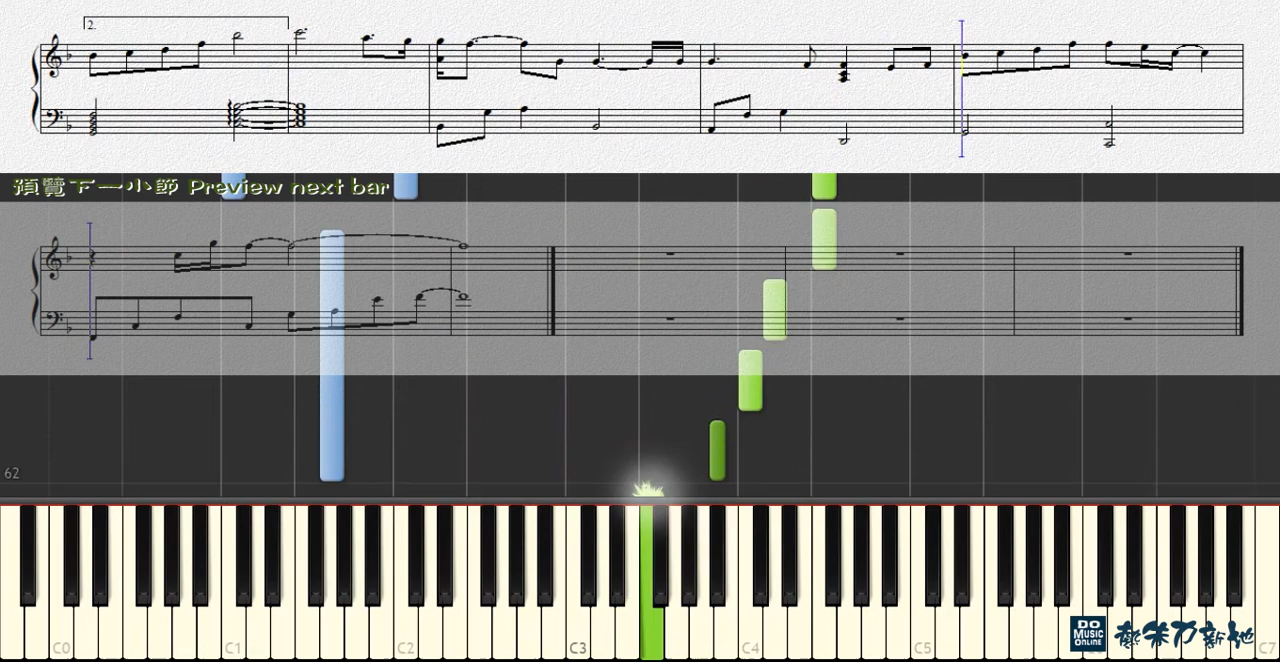 2.
預覽下一小節 Preview next bar
62
C0 C1 C2 C3 C4 C5 C7
DO
MUSIC
ONLINE